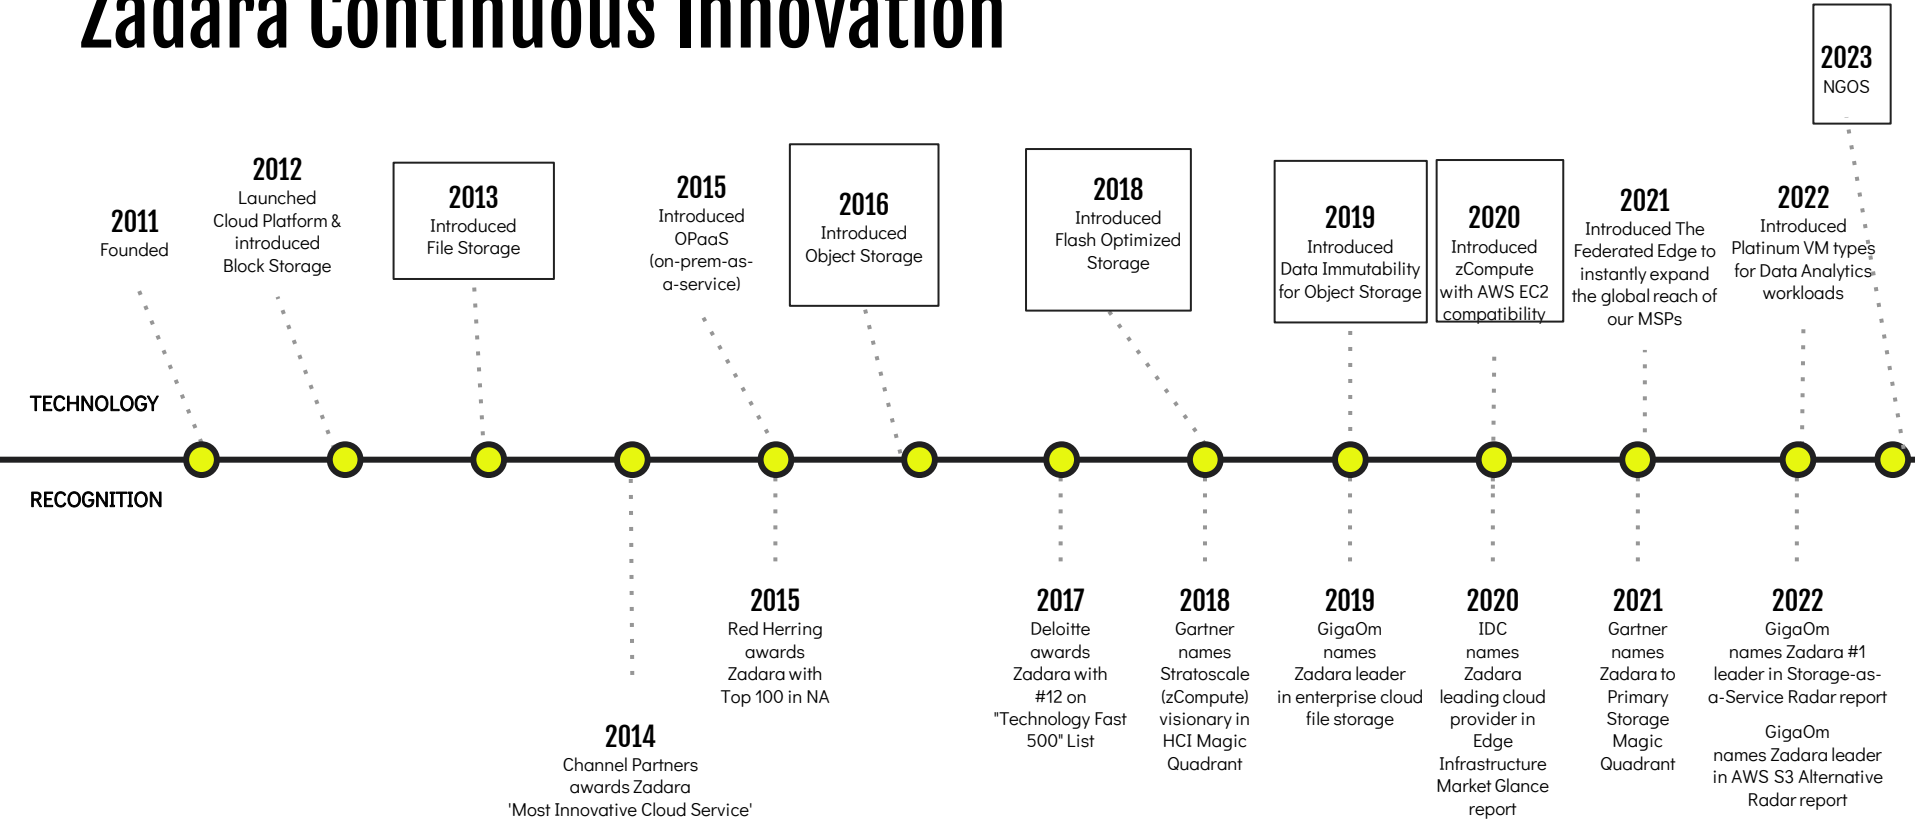 Zadara Continuous Innovation
2023
NGOS
2011
Founded
2012
Launched
Cloud Platform &
introduced
Block Storage
2013
Introduced
File Storage
2015
Introduced
OPaaS
(on-prem-as-
a-service)
2016
Introduced
Object Storage
2018
Introduced
Flash Optimized
Storage
2019
Introduced
Data Immutability
for Object Storage
2020
Introduced
zCompute
with AWS EC2
compatibility
2021
Introduced The
Federated Edge to
instantly expand
the global reach of
our MSPs
2022
Introduced
Platinum VM types
for Data Analytics
workloads
TECHNOLOGY
RECOGNITION
2014
Channel Partners
awards Zadara
'Most Innovative Cloud Service'
2015
Red Herring
awards
Zadara with
Top 100 in NA
2017
Deloitte
awards
Zadara with
#12 on
"Technology Fast
500" List
2018
Gartner
names
Stratoscale
(zCompute)
visionary in
HCI Magic
Quadrant
2019
GigaOm
names
Zadara leader
in enterprise cloud
file storage
2020
IDC
names
Zadara
leading cloud
provider in
Edge
Infrastructure
Market Glance
report
2021
Gartner
names
Zadara to
Primary
Storage
Magic
Quadrant
2022
GigaOm
names Zadara #1
leader in Storage-as-
a-Service Radar report
GigaOm
names Zadara leader
in AWS S3 Alternative
Radar report